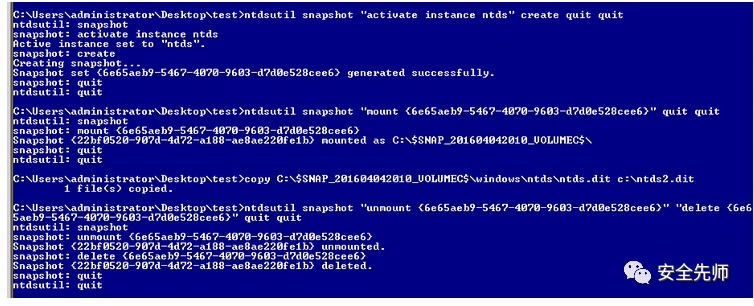 C:\Users\administrator\Desktop\test>ntdsutil snapshot "activate instance ntds" create quit quit
ntdsutil: snapshot
snapshot: activate instance ntds
Active instance set to "ntds".
snapshot: create
Creating snapshot...
Snapshot set {6e65aeb9-5467-4070-9603-d7d0e528cee6} generated successfully.
snapshot: quit
ntdsutil: quit
C:\Users\administrator\Desktop\test>ntdsutil snapshot "mount {6e65aeb9-5467-4070-9603-d7d0e528cee6}" quit quit
ntdsutil: snapshot
snapshot: mount {6e65aeb9-5467-4070-9603-d7d0e528cee6}
Snapshot {22bf0520-907d-4d72-a188-ae8ae220fe1b} mounted as C:\$SNAP_201604042010_VOLUMEC$\
snapshot: quit
ntdsutil: quit
C:\Users\administrator\Desktop\test>copy C:\$SNAP_201604042010_VOLUMEC$\windows\ntds\ntds.dit c:\ntds2.dit
1 file(s) copied.
C:\Users\administrator\Desktop\test>ntdsutil snapshot "unmount {6e65aeb9-5467-4070-9603-d7d0e528cee6}" "delete {6e6
5aeb9-5467-4070-9603-d7d0e528cee6}" quit quit
ntdsutil: snapshot
snapshot: unmount {6e65aeb9-5467-4070-9603-d7d0e528cee6}
Snapshot {22bf0520-907d-4d72-a188-ae8ae220fe1b} unmounted.
snapshot: delete {6e65aeb9-5467-4070-9603-d7d0e528cee6}
Snapshot {22bf0520-907d-4d72-a188-ae8ae220fe1b} deleted.
snapshot: quit
ntdsutil: quit
安全先师